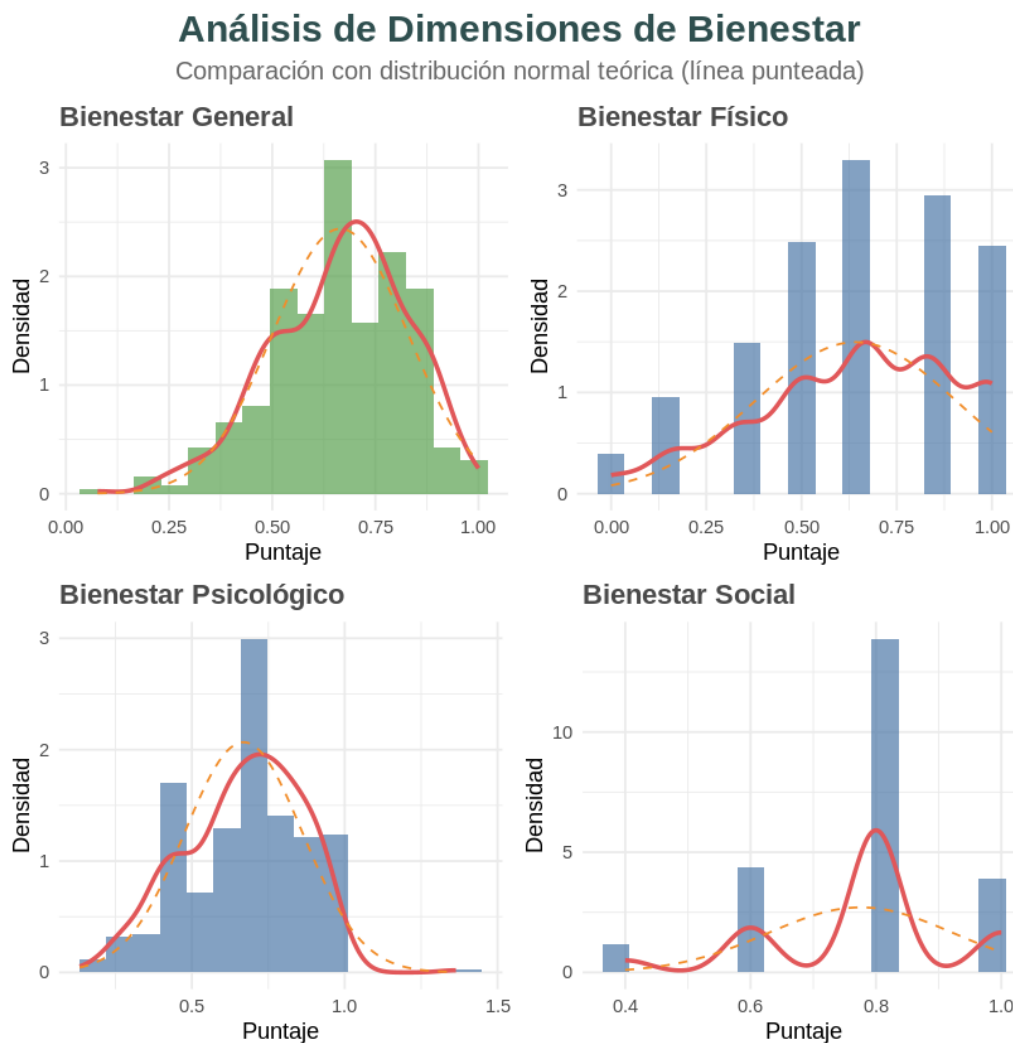 Análisis de Dimensiones de Bienestar
Comparación con distribución normal teórica (línea punteada)
Bienestar General
Densidad
3
2
1
0
0.00 0.25 0.50 0.75 1.00
Puntaje
Bienestar Físico
Densidad
3
2
1
0
0.00 0.25 0.50 0.75 1.00
Puntaje
Bienestar Psicológico
Densidad
3
2
1
0
0.5 1.0 1.5
Puntaje
Bienestar Social
Densidad
10
5
0
0.4 0.6 0.8 1.0
Puntaje